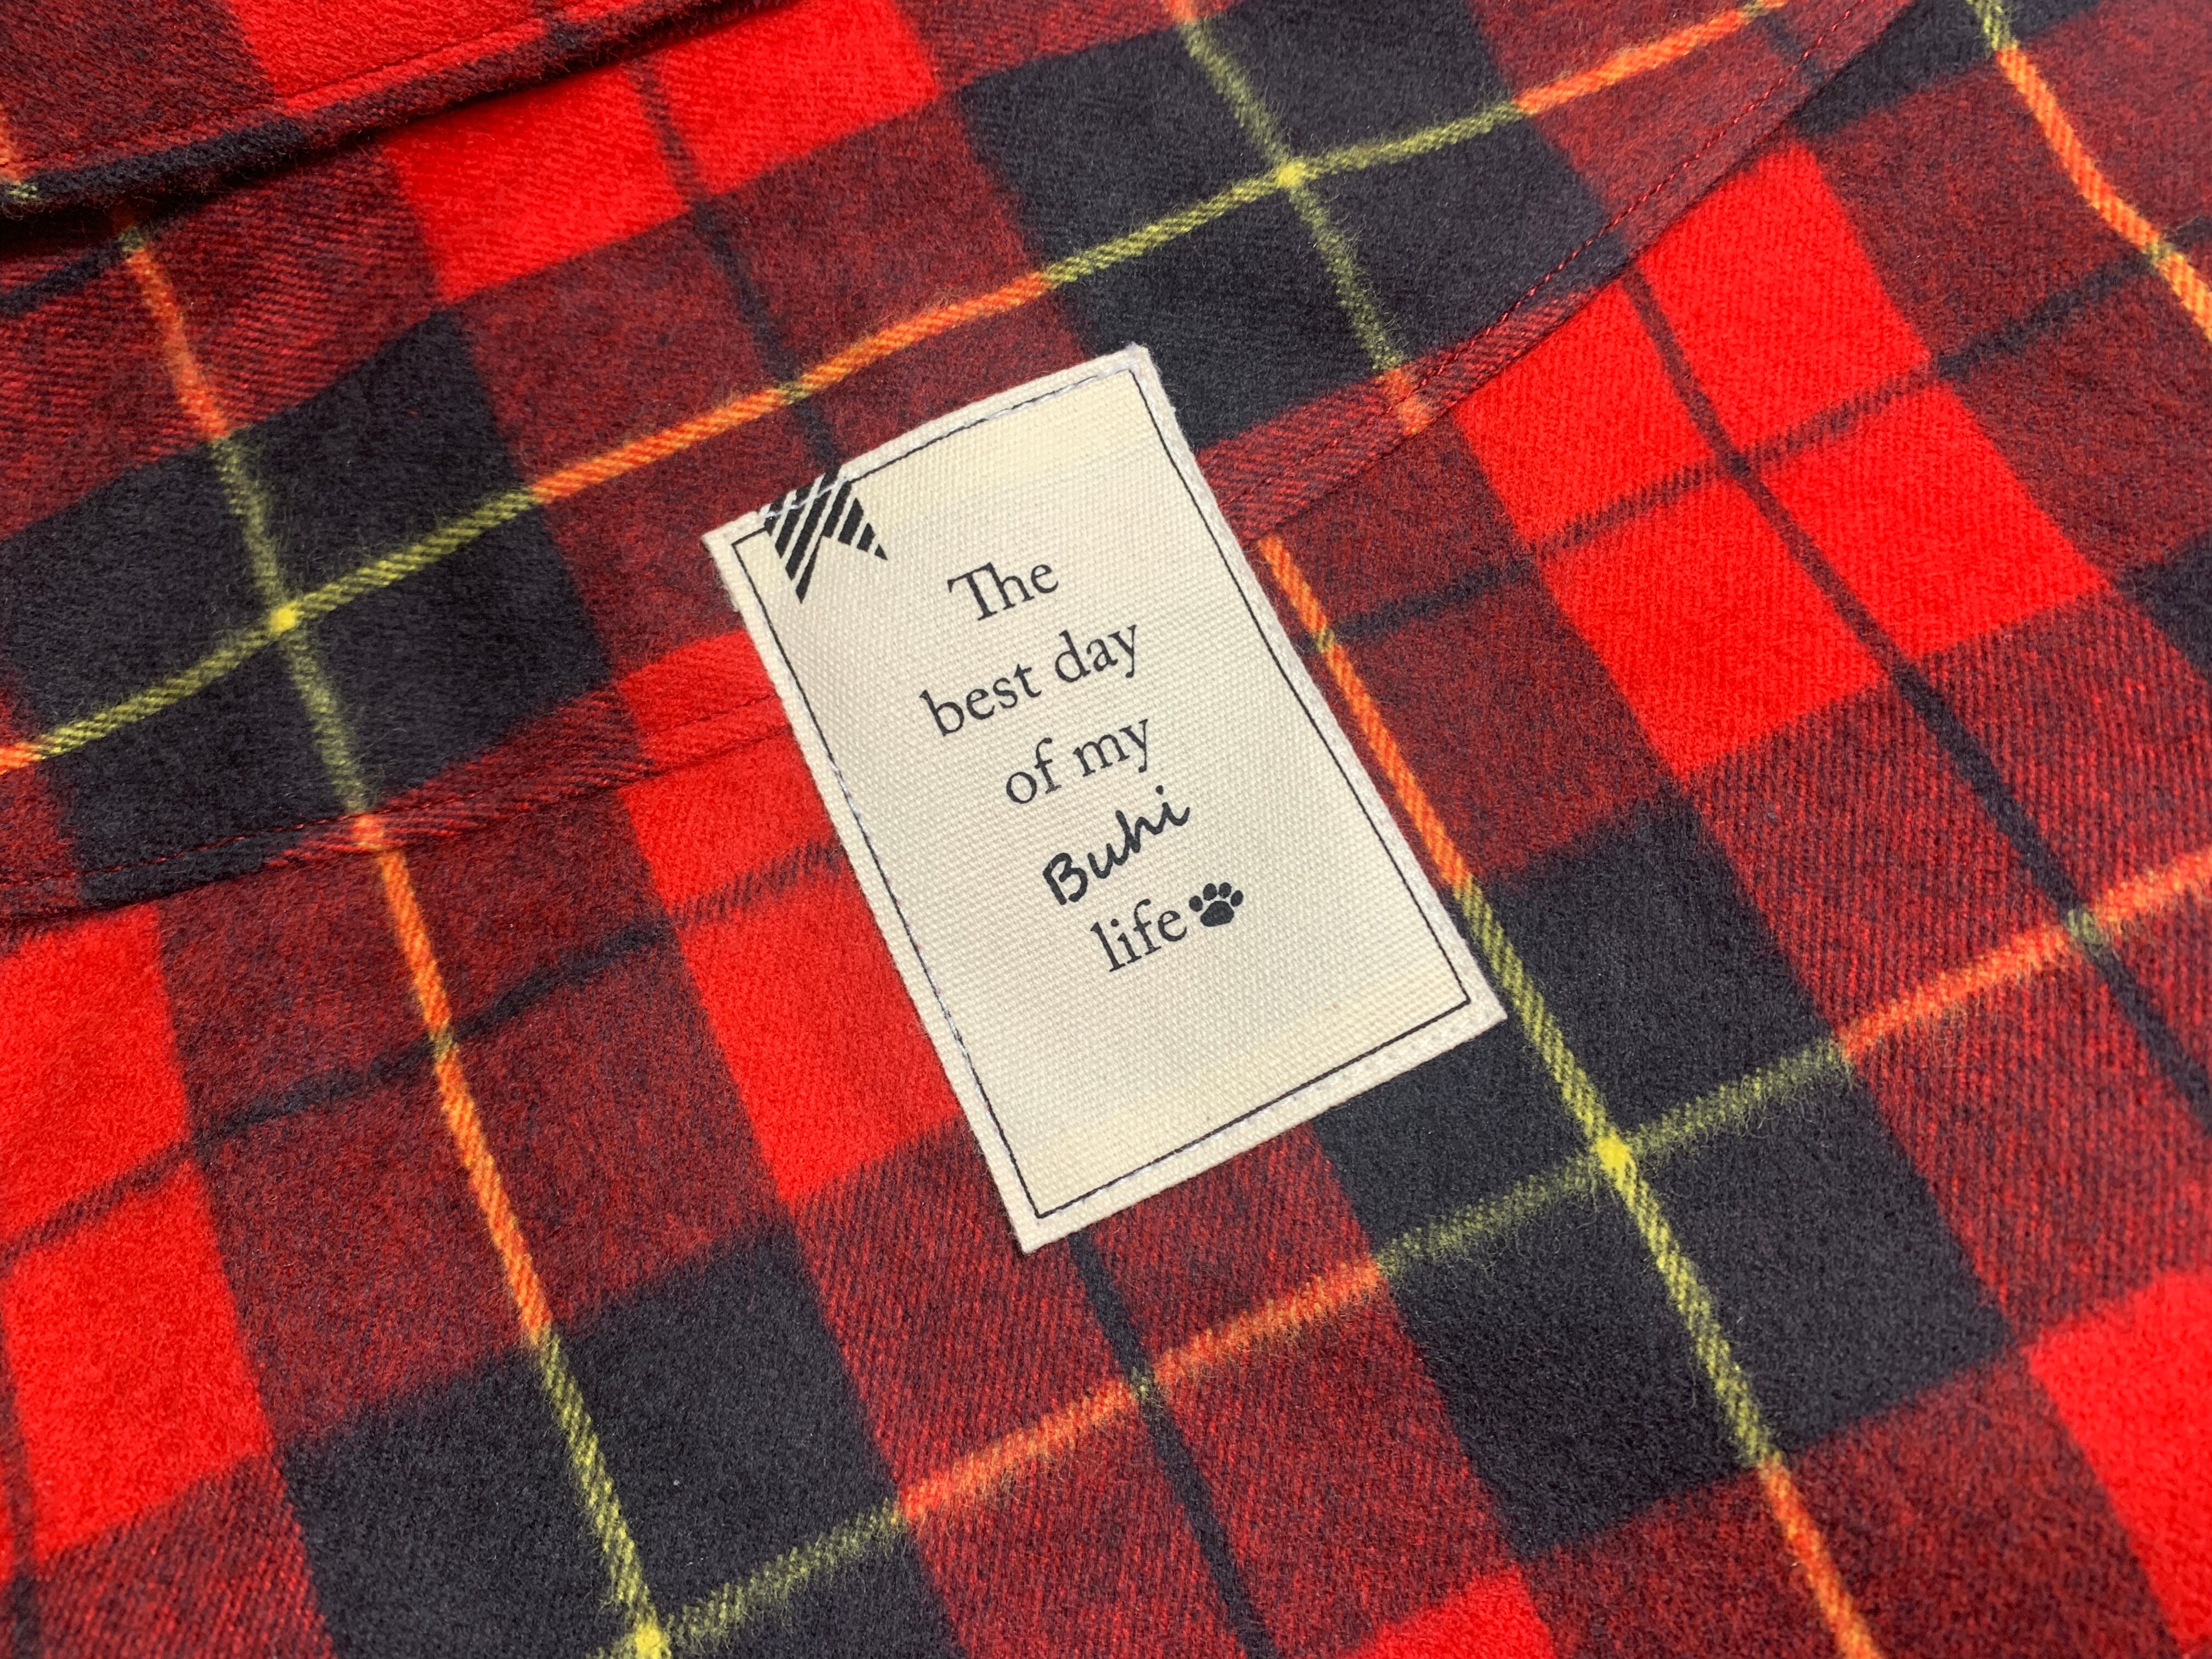 The
best day
of my
Buhi
life